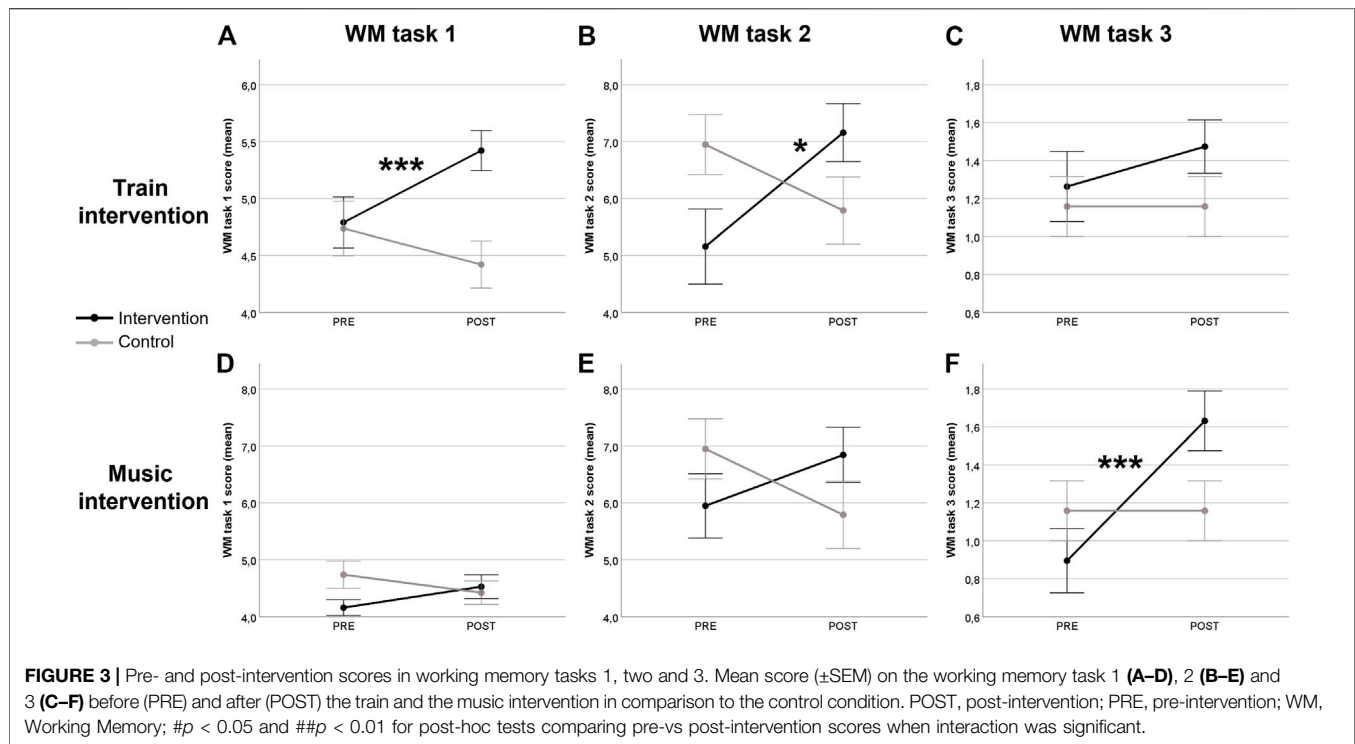 A WM task 1 B WM task 2 C WM task 3
6,0
5,5
5,0
4,5
4,0
WM task 1 score (mean)
***
PRE POST
8,0
7,0
6,0
5,0
4,0
WM task 2 score (mean)
*
PRE POST
1,8
1,6
1,4
1,2
1,0
0,8
0,6
WM task 3 score (mean)
PRE POST
Train
intervention
Intervention
Control
D E F
8,0
7,0
6,0
5,0
4,0
WM task 1 score (mean)
PRE POST
8,0
7,0
6,0
5,0
4,0
WM task 2 score (mean)
PRE POST
1,8
1,6
1,4
1,2
1,0
0,8
0,6
WM task 3 score (mean)
***
PRE POST
Music
intervention
FIGURE 3 | Pre- and post-intervention scores in working memory tasks 1, two and 3. Mean score (±SEM) on the working memory task 1 (A–D), 2 (B–E) and
3 (C–F) before (PRE) and after (POST) the train and the music intervention in comparison to the control condition. POST, post-intervention; PRE, pre-intervention; WM,
Working Memory; #p < 0.05 and ##p < 0.01 for post-hoc tests comparing pre-vs post-intervention scores when interaction was significant.